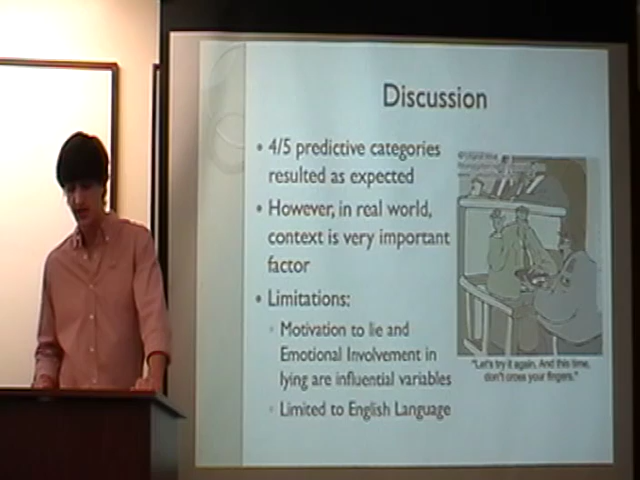 Discussion
• 4/5 predictive categories
resulted as expected
• However, in real world,
context is very important
factor
• Limitations:
◦ Motivation to lie and
Emotional Involvement in
lying are influential variables
◦ Limited to English Language
"Let's try it again. And this time,
don't cross your fingers."